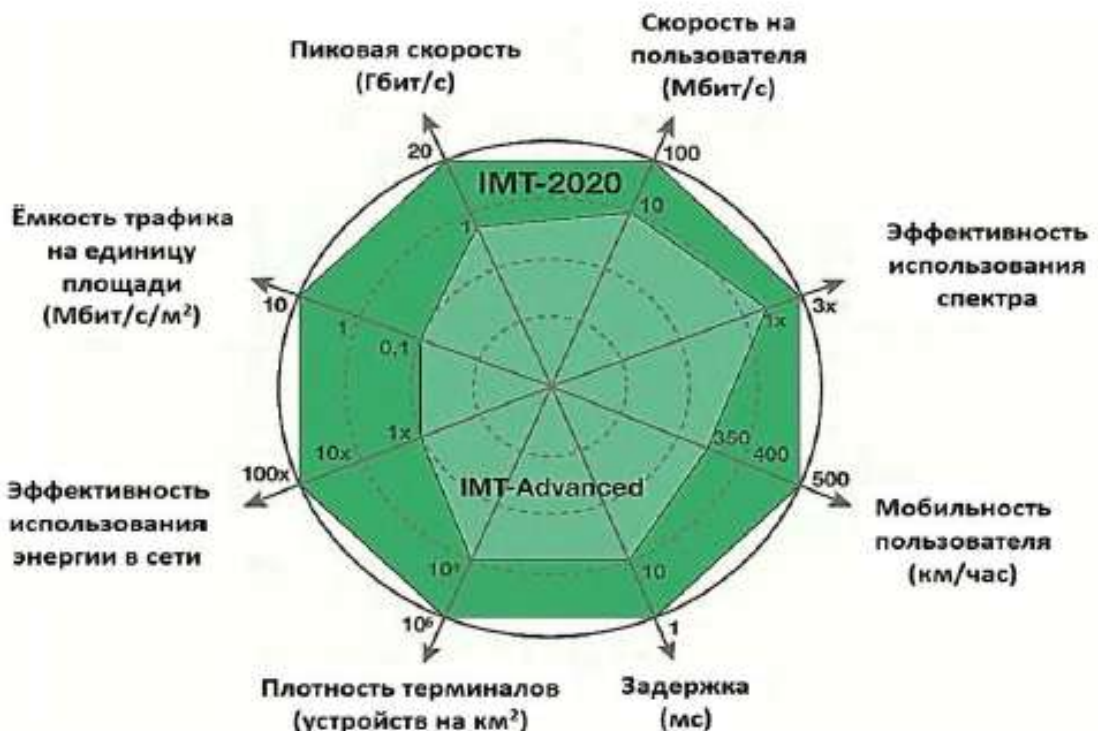 Пиковая скорость
(Гбит/с)
Скорость на
пользователя
(Мбит/с)
20
100
IMT-2020
1
10
Ёмкость трафика
на единицу
площади
(Мбит/с/м²)
Эффективность
использования
спектра
10
1
0,1
1x
3x
100x
10x
1x
350
400
500
IMT-Advanced
Эффективность
использования
энергии в сети
Мобильность
пользователя
(км/час)
10
10⁶
1
Плотность терминалов
(устройств на км²)
Задержка
(мс)